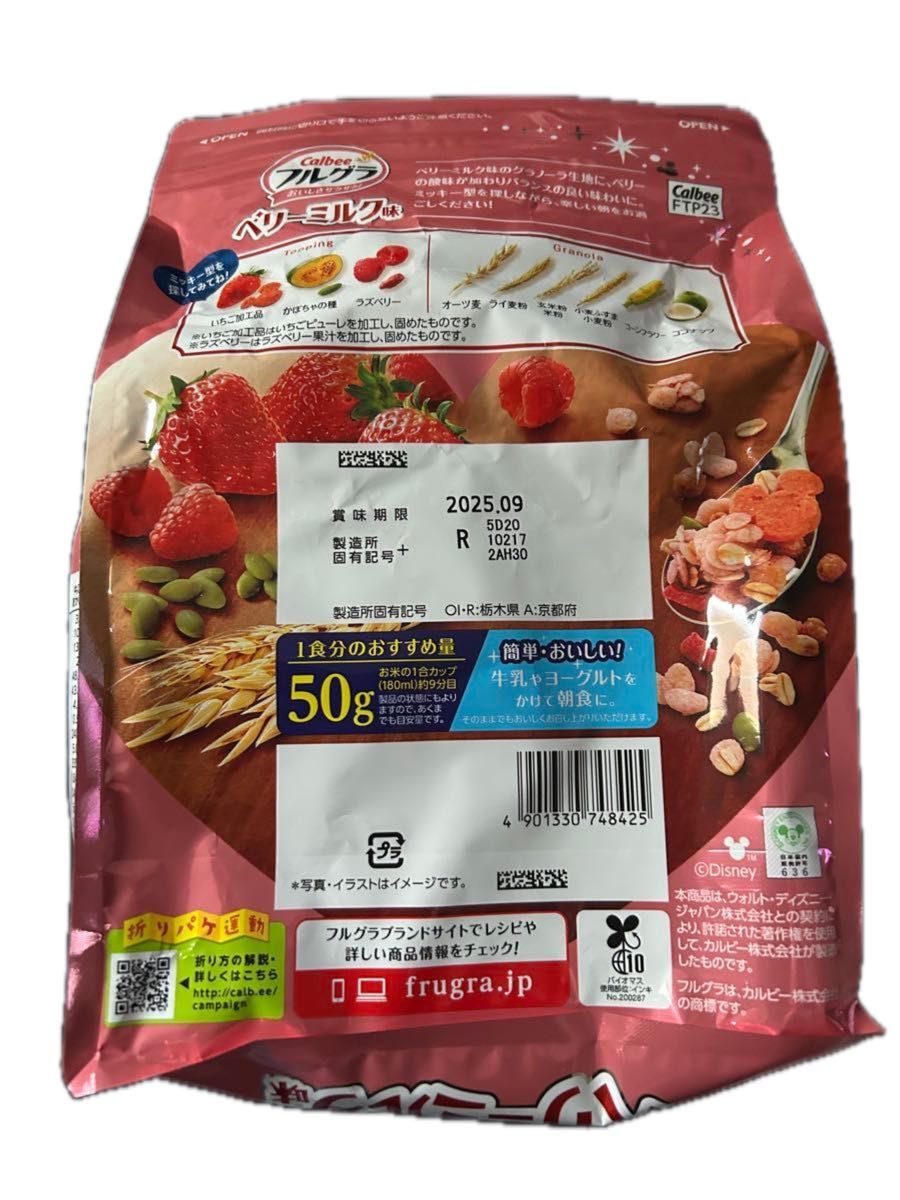 ◀OPEN
OPEN▶
Calbee
フルグラ
おいしさサクサク!
ベリーミルク味
ベリーミルク味のグラノーラ生地に、ベリー
の酸味が加わりバランスの良い味わいに。
ミッキー型を探しながら、楽しい朝をお過
ごしください!
Calbee
FTP23
ミッキー型を
探してみてね!
Topping
いちご加工品
かぼちゃの種
ラズベリー
Granola
オーツ麦
ライ麦粉
玄米粉
米粉
小麦ふすま
小麦粉
コーンフラワー
ココナッツ
※いちご加工品はいちごピューレを加工し、固めたものです。
※ラズベリーはラズベリー果汁を加工し、固めたものです。
賞味期限 2025.09
製造所
固有記号+
R
5D20
10217
2AH30
製造所固有記号 OI・R:栃木県 A:京都府
1食分のおすすめ量
50g
お米の1合カップ
(180ml)約9分目
製品の状態にもより
ますので、あくま
でも目安量です。
簡単・おいしい!
牛乳やヨーグルトを
かけて朝食に。
そのままでもおいしくお召し上がりいただけます。
4 901330 748425
プラ
＊写真・イラストはイメージです。
©Disney
TM
636
本商品は、ウォルト・ディズニー・
ジャパン株式会社との契約に
より、許諾された著作権を使用
して、カルビー株式会社が製造
したものです。
フルグラは、カルビー株式会社
の商標です。
折りパケ運動
折り方の解説・
詳しくはこちら
http://calb.ee/
campaign
フルグラブランドサイトでレシピや
詳しい商品情報をチェック!
frugra.jp
10
バイオマス
使用部位:インキ
No.200287
ベリーミルク味